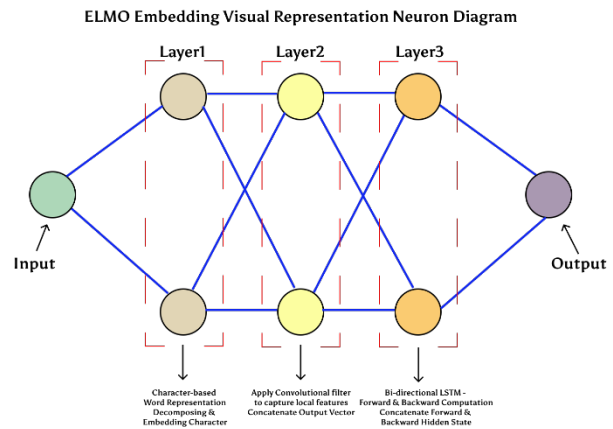 ELMO Embedding Visual Representation Neuron Diagram
Layer1
Layer2
Layer3
Input
Output
Character-based
Word Representation
Decomposing &
Embedding Character
Apply Convolutional filter
to capture local features
Concatenate Output Vector
Bi-directional LSTM -
Forward & Backward Computation
Concatenate Forward &
Backward Hidden State